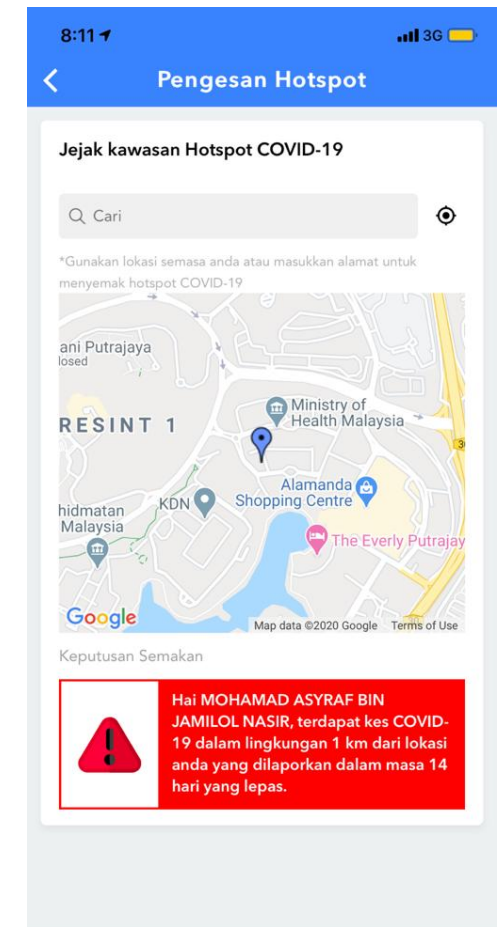 8:11
3G
Pengesan Hotspot
Jejak kawasan Hotspot COVID-19
Cari
*Gunakan lokasi semasa anda atau masukkan alamat untuk
menyemak hotspot COVID-19
ani Putrajaya
losed
Ministry of
Health Malaysia
RESINT 1
Alamanda
Shopping Centre
KDN
hidmatan
Malaysia
The Everly Putrajay
Google
Map data ©2020 Google
Terms of Use
Keputusan Semakan
Hai MOHAMAD ASYRAF BIN
JAMILOL NASIR, terdapat kes COVID-
19 dalam lingkungan 1 km dari lokasi
anda yang dilaporkan dalam masa 14
hari yang lepas.